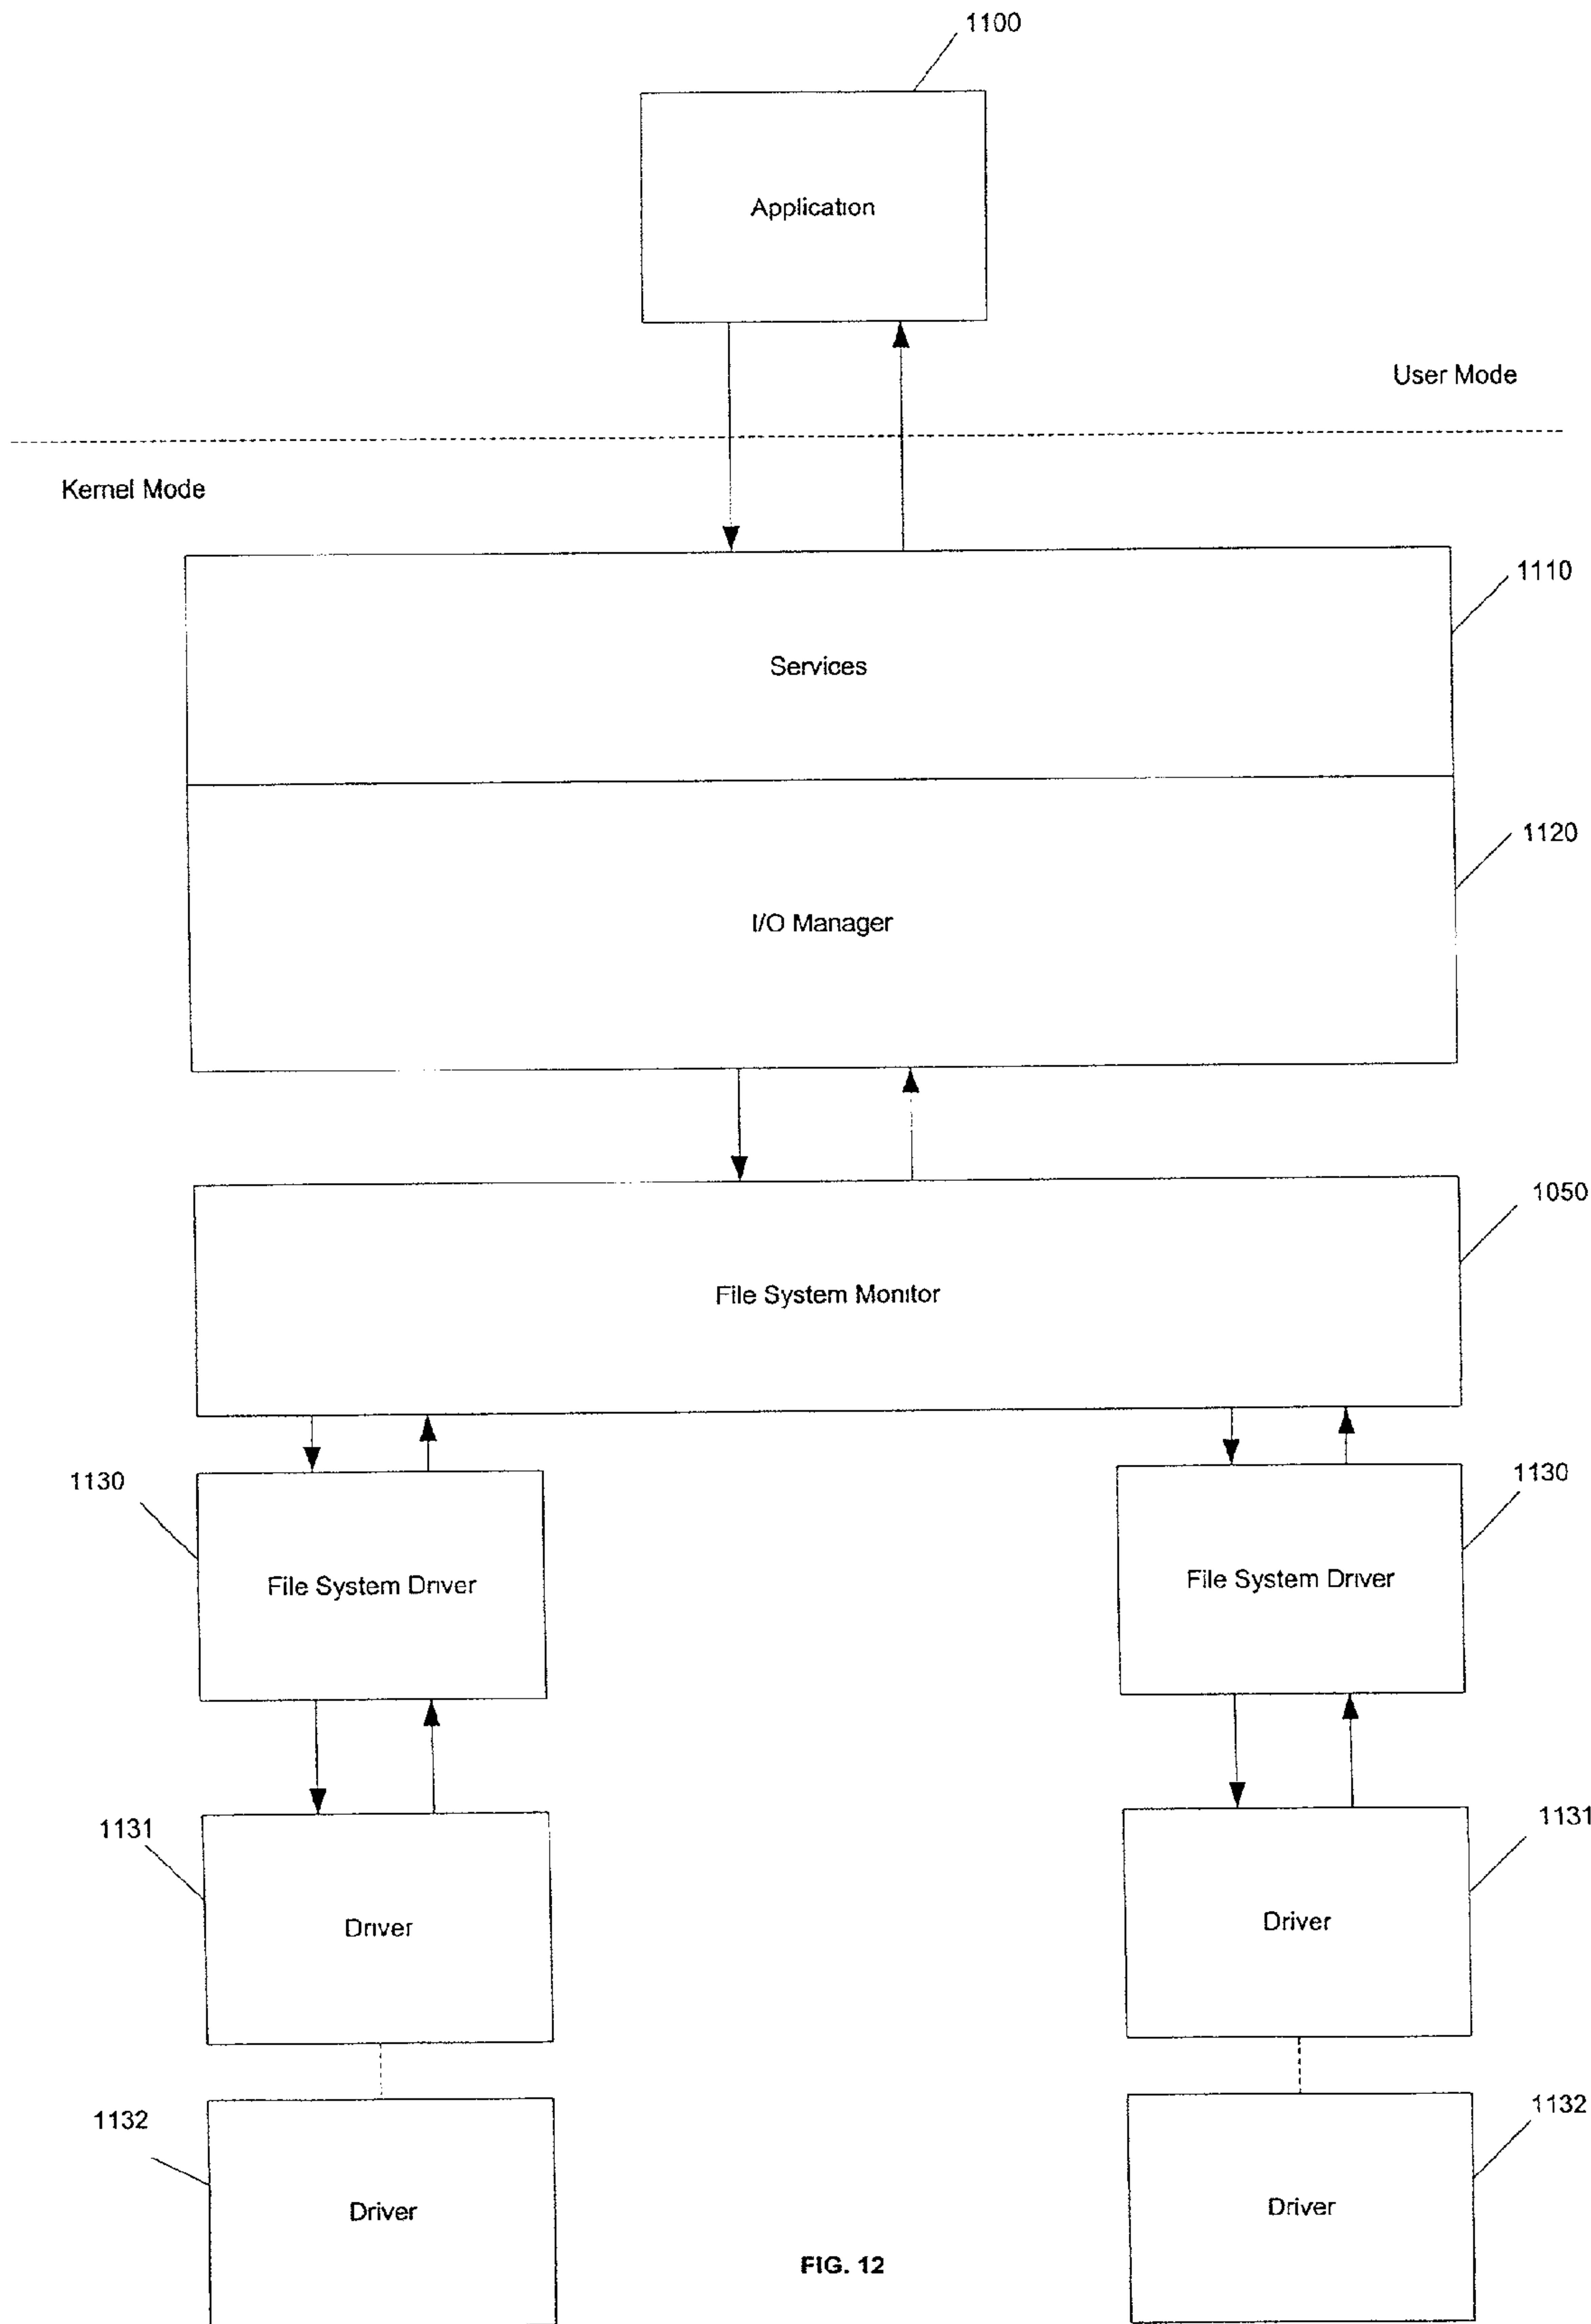 1100
Application
User Mode
Kernel Mode
1110
Services
1120
I/O Manager
1050
File System Monitor
1130
1130
File System Driver
File System Driver
1131
1131
Driver
Driver
1132
1132
Driver
Driver
FIG. 12